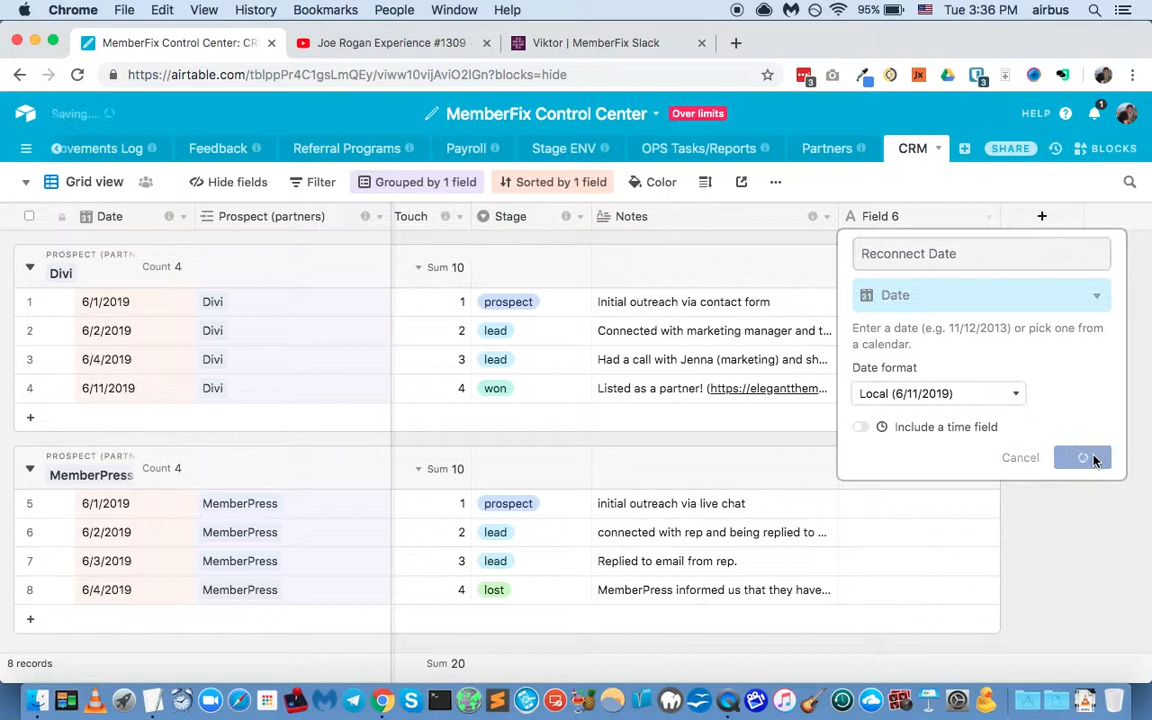 Chrome File Edit View History Bookmarks People Window Help 95% Tue 3:36 PM airbus
MemberFix Control Center: CR Joe Rogan Experience #1309 - Viktor | MemberFix Slack
https://airtable.com/tblppPr4C1gsLmQEy/viww10vijAviO2IGn?blocks=hide 3 Jx 3
Saving... MemberFix Control Center Over limits HELP 1
ovements Log Feedback Referral Programs Payroll Stage ENV OPS Tasks/Reports Partners CRM SHARE BLOCKS
Grid view Hide fields Filter Grouped by 1 field Sorted by 1 field Color
Date Prospect (partners) Touch Stage Notes Field 6
PROSPECT (PARTN
Divi Count 4 Sum 10
1 6/1/2019 Divi 1 prospect Initial outreach via contact form
2 6/2/2019 Divi 2 lead Connected with marketing manager and t...
3 6/4/2019 Divi 3 lead Had a call with Jenna (marketing) and sh...
4 6/11/2019 Divi 4 won Listed as a partner! (https://elegantthem...
PROSPECT (PARTN
MemberPress Count 4 Sum 10
5 6/1/2019 MemberPress 1 prospect initial outreach via live chat
6 6/2/2019 MemberPress 2 lead connected with rep and being replied to ...
7 6/3/2019 MemberPress 3 lead Replied to email from rep.
8 6/4/2019 MemberPress 4 lost MemberPress informed us that they have...
8 records Sum 20
Reconnect Date
Date
Enter a date (e.g. 11/12/2013) or pick one from
a calendar.
Date format
Local (6/11/2019)
Include a time field
Cancel